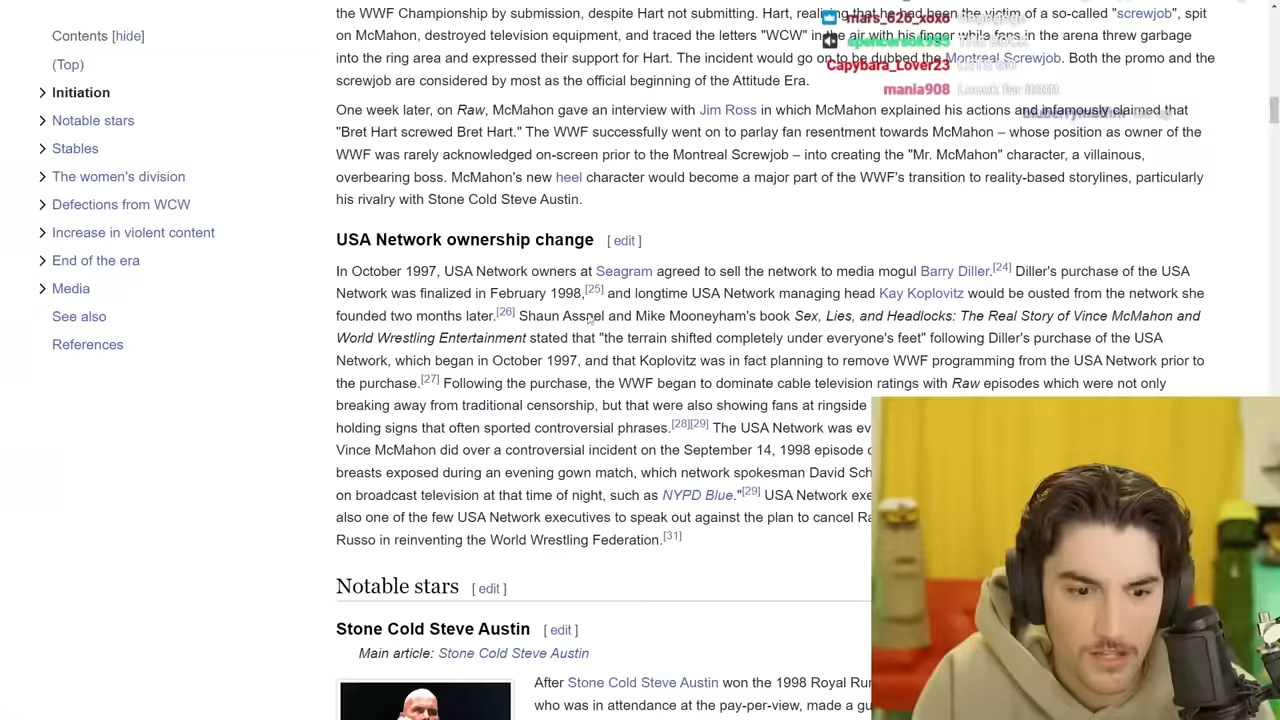 Contents [hide]
(Top)
Initiation
Notable stars
Stables
The women's division
Defections from WCW
Increase in violent content
End of the era
Media
See also
References
the WWF Championship by submission, despite Hart not submitting. Hart, realizing that he had been the victim of a so-called "screwjob", spit
on McMahon, destroyed television equipment, and traced the letters "WCW" in the air with his finger while fans in the arena threw garbage
into the ring area and expressed their support for Hart. The incident would go on to be dubbed the Montreal Screwjob. Both the promo and the
screwjob are considered by most as the official beginning of the Attitude Era.
One week later, on Raw, McMahon gave an interview with Jim Ross in which McMahon explained his actions and infamously claimed that
"Bret Hart screwed Bret Hart." The WWF successfully went on to parlay fan resentment towards McMahon – whose position as owner of the
WWF was rarely acknowledged on-screen prior to the Montreal Screwjob – into creating the "Mr. McMahon" character, a villainous,
overbearing boss. McMahon's new heel character would become a major part of the WWF's transition to reality-based storylines, particularly
his rivalry with Stone Cold Steve Austin.
USA Network ownership change [ edit ]
In October 1997, USA Network owners at Seagram agreed to sell the network to media mogul Barry Diller.[24] Diller's purchase of the USA
Network was finalized in February 1998,[25] and longtime USA Network managing head Kay Koplovitz would be ousted from the network she
founded two months later.[26] Shaun Assael and Mike Mooneyham's book Sex, Lies, and Headlocks: The Real Story of Vince McMahon and
World Wrestling Entertainment stated that "the terrain shifted completely under everyone's feet" following Diller's purchase of the USA
Network, which began in October 1997, and that Koplovitz was in fact planning to remove WWF programming from the USA Network prior to
the purchase.[27] Following the purchase, the WWF began to dominate cable television ratings with Raw episodes which were not only
breaking away from traditional censorship, but that were also showing fans at ringside
holding signs that often sported controversial phrases.[28][29] The USA Network was ev
Vince McMahon did over a controversial incident on the September 14, 1998 episode
breasts exposed during an evening gown match, which network spokesman David Sch
on broadcast television at that time of night, such as NYPD Blue."[29] USA Network exe
also one of the few USA Network executives to speak out against the plan to cancel Ra
Russo in reinventing the World Wrestling Federation.[31]
Notable stars [ edit ]
Stone Cold Steve Austin [ edit ]
Main article: Stone Cold Steve Austin
After Stone Cold Steve Austin won the 1998 Royal Ru
who was in attendance at the pay-per-view, made a gu
mars_626_xoxo
THE ROCK
Capybara_Lover23 LETS GO
mania908